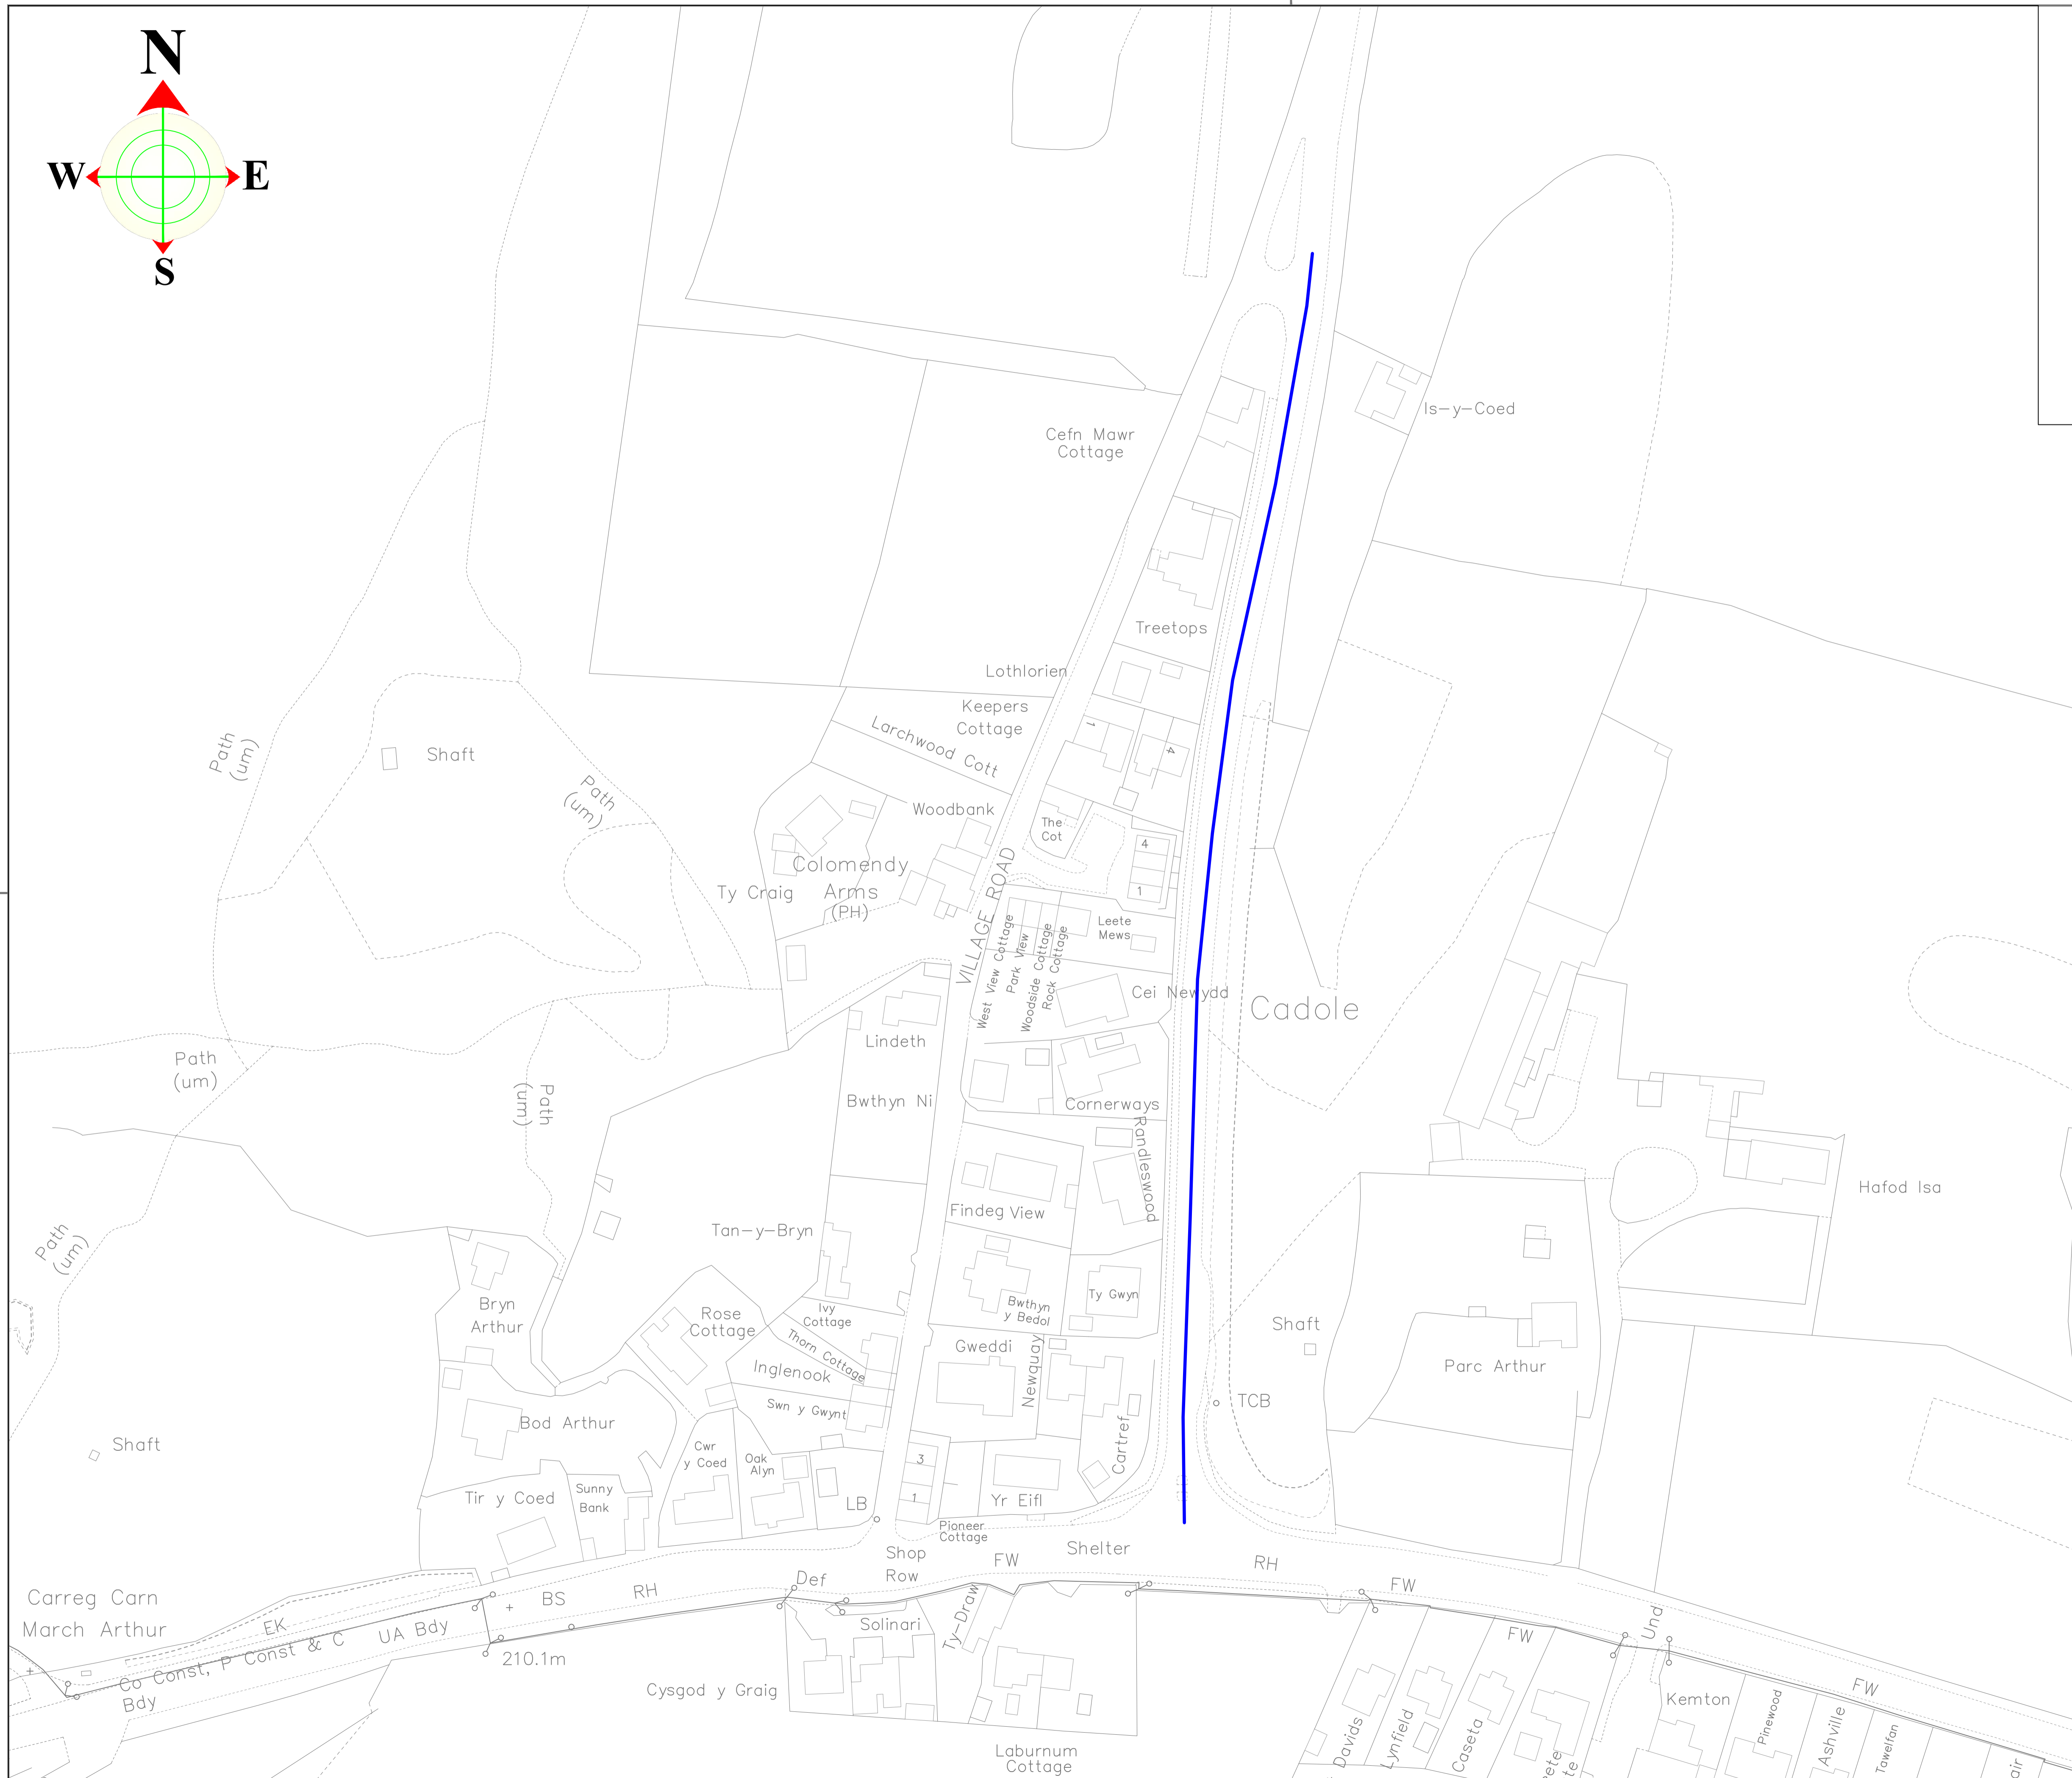 N
W E
S
Cefn Mawr
Cottage
Is-y-Coed
Treetops
Lothlorien
Keepers
Cottage
Larchwood Cott
1
4
Path
(um)
Shaft
Path
(um)
Woodbank
The
Cot
4
1
Colomendy
Arms
(PH)
Ty Craig
VILLAGE ROAD
Leete
Mews
West View Cottage
Park View
Woodside Cottage
Rock Cottage
Cei Newydd
Cadole
Lindeth
Path
(um)
Path
(um)
Bwthyn Ni
Cornerways
Randleswood
Hafod Isa
Findeg View
Tan-y-Bryn
Path
(um)
Bryn
Arthur
Rose
Cottage
Ivy
Cottage
Thorn Cottage
Inglenook
Swn y Gwynt
Bwthyn
y Bedol
Ty Gwyn
Gweddi
Newquay
Shaft
Parc Arthur
Cartref
TCB
Bod Arthur
Shaft
Cwr
y Coed
Oak
Alyn
3
1
Tir y Coed
Sunny
Bank
LB
Yr Eifl
Pioneer
Cottage
Shop
Row
FW
Shelter
RH
FW
Def
RH
BS
Carreg Carn
March Arthur
EK
Co Const, P Const & C
UA Bdy
Bdy
210.1m
Solinari
Ty-Draw
Cysgod y Graig
Laburnum
Cottage
FW
Und
FW
Davids
Lynfield
Caseta
Kemton
Pinewood
Ashville
Tawelfan